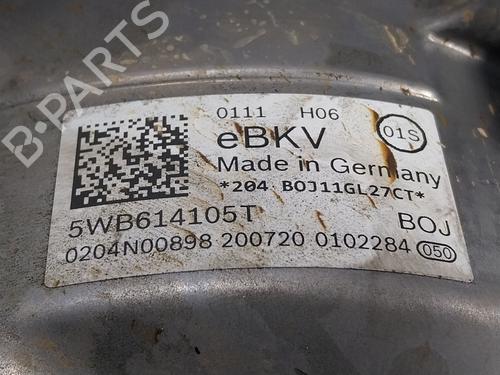 B-PARTS
0111 H06
eBKV 01S
Made in Germany
*204 BOJ11GL27CT*
5WB614105T BOJ
0204N00898 200720 0102284 050